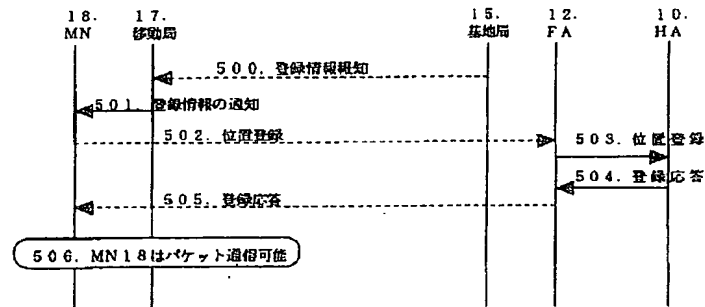 18. 17. 15. 12. 10.
MN 移動局 基地局 FA HA
500. 登録情報報知
501. 登録情報の通知
502. 位置登録
503. 位置登録
504. 登録応答
505. 登録応答
506. MN18はパケット通信可能